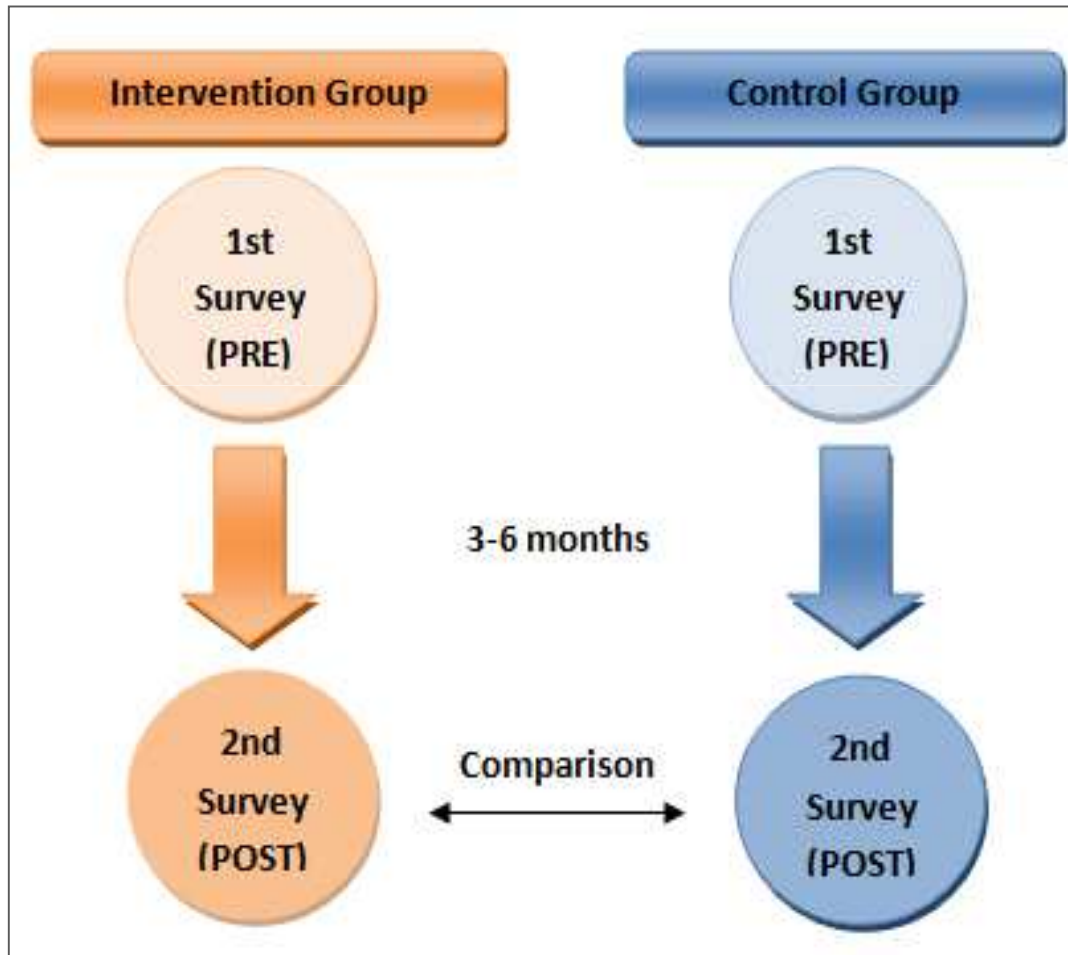 Intervention Group
Control Group
1st
Survey
(PRE)
1st
Survey
(PRE)
3-6 months
2nd
Survey
(POST)
Comparison
2nd
Survey
(POST)